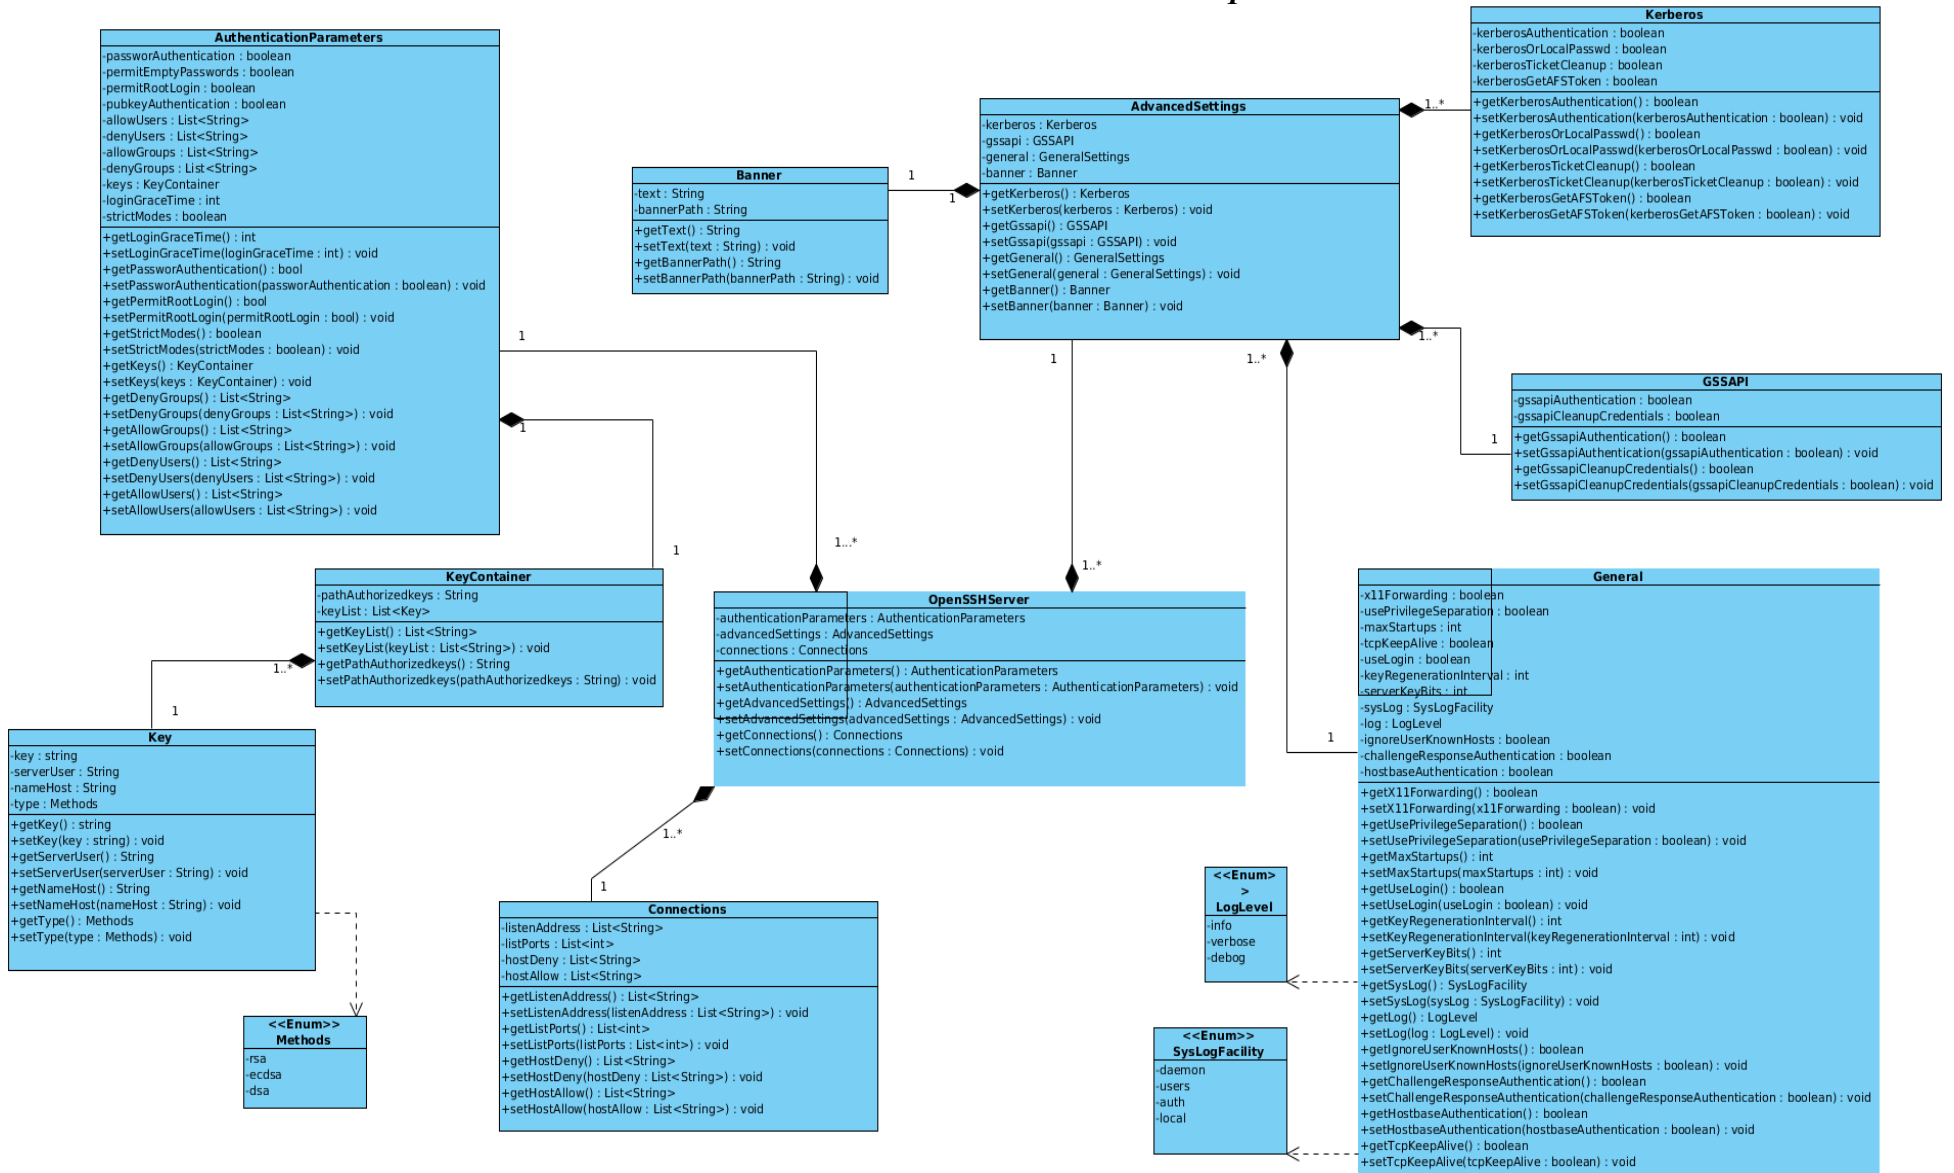 AuthenticationParameters
-passworAuthentication : boolean
-permitEmptyPasswords : boolean
-permitRootLogin : boolean
-pubkeyAuthentication : boolean
-allowUsers : List<String>
-denyUsers : List<String>
-allowGroups : List<String>
-denyGroups : List<String>
-keys : KeyContainer
-loginGraceTime : int
-strictModes : boolean
+getLoginGraceTime() : int
+setLoginGraceTime(loginGraceTime : int) : void
+getPassworAuthentication() : bool
+setPassworAuthentication(passworAuthentication : boolean) : void
+getPermitRootLogin() : bool
+setPermitRootLogin(permitRootLogin : bool) : void
+getStrictModes() : boolean
+setStrictModes(strictModes : boolean) : void
+getKeys() : KeyContainer
+setKeys(keys : KeyContainer) : void
+getDenyGroups() : List<String>
+setDenyGroups(denyGroups : List<String>) : void
+getAllowGroups() : List<String>
+setAllowGroups(allowGroups : List<String>) : void
+getDenyUsers() : List<String>
+setDenyUsers(denyUsers : List<String>) : void
+getAllowUsers() : List<String>
+setAllowUsers(allowUsers : List<String>) : void
1
1...*
1
1
Banner
-text : String
-bannerPath : String
+getText() : String
+setText(text : String) : void
+getBannerPath() : String
+setBannerPath(bannerPath : String) : void
1
1
AdvancedSettings
-kerberos : Kerberos
-gssapi : GSSAPI
-general : GeneralSettings
-banner : Banner
+getKerberos() : Kerberos
+setKerberos(kerberos : Kerberos) : void
+getGssapi() : GSSAPI
+setGssapi(gssapi : GSSAPI) : void
+getGeneral() : GeneralSettings
+setGeneral(general : GeneralSettings) : void
+getBanner() : Banner
+setBanner(banner : Banner) : void
1..*
1..*
1
1
1..*
1..*
1
Kerberos
-kerberosAuthentication : boolean
-kerberosOrLocalPasswd : boolean
-kerberosTicketCleanup : boolean
-kerberosGetAFSToken : boolean
+getKerberosAuthentication() : boolean
+setKerberosAuthentication(kerberosAuthentication : boolean) : void
+getKerberosOrLocalPasswd() : boolean
+setKerberosOrLocalPasswd(kerberosOrLocalPasswd : boolean) : void
+getKerberosTicketCleanup() : boolean
+setKerberosTicketCleanup(kerberosTicketCleanup : boolean) : void
+getKerberosGetAFSToken() : boolean
+setKerberosGetAFSToken(kerberosGetAFSToken : boolean) : void
GSSAPI
-gssapiAuthentication : boolean
-gssapiCleanupCredentials : boolean
+getGssapiAuthentication() : boolean
+setGssapiAuthentication(gssapiAuthentication : boolean) : void
+getGssapiCleanupCredentials() : boolean
+setGssapiCleanupCredentials(gssapiCleanupCredentials : boolean) : void
KeyContainer
-pathAuthorizedkeys : String
-keyList : List<Key>
+getKeyList() : List<String>
+setKeyList(keyList : List<String>) : void
+getPathAuthorizedkeys() : String
+setPathAuthorizedkeys(pathAuthorizedkeys : String) : void
1..*
1
OpenSSHServer
-authenticationParameters : AuthenticationParameters
-advancedSettings : AdvancedSettings
-connections : Connections
+getAuthenticationParameters() : AuthenticationParameters
+setAuthenticationParameters(authenticationParameters : AuthenticationParameters) : void
+getAdvancedSettings() : AdvancedSettings
+setAdvancedSettings(advancedSettings : AdvancedSettings) : void
+getConnections() : Connections
+setConnections(connections : Connections) : void
1..*
1
Key
-key : string
-serverUser : String
-nameHost : String
-type : Methods
+getKey() : string
+setKey(key : string) : void
+getServerUser() : String
+setServerUser(serverUser : String) : void
+getNameHost() : String
+setNameHost(nameHost : String) : void
+getType() : Methods
+setType(type : Methods) : void
<<Enum>>
Methods
-rsa
-ecdsa
-dsa
Connections
-listenAddress : List<String>
-listPorts : List<int>
-hostDeny : List<String>
-hostAllow : List<String>
+getListenAddress() : List<String>
+setListenAddress(listenAddress : List<String>) : void
+getListPorts() : List<int>
+setListPorts(listPorts : List<int>) : void
+getHostDeny() : List<String>
+setHostDeny(hostDeny : List<String>) : void
+getHostAllow() : List<String>
+setHostAllow(hostAllow : List<String>) : void
<<Enum>
>
LogLevel
-info
-verbose
-debog
<<Enum>>
SysLogFacility
-daemon
-users
-auth
-local
General
-x11Forwarding : boolean
-usePrivilegeSeparation : boolean
-maxStartups : int
-tcpKeepAlive : boolean
-useLogin : boolean
-keyRegenerationInterval : int
-serverKeyBits : int
-sysLog : SysLogFacility
-log : LogLevel
-ignoreUserKnownHosts : boolean
-challengeResponseAuthentication : boolean
-hostbaseAuthentication : boolean
+getX11Forwarding() : boolean
+setX11Forwarding(x11Forwarding : boolean) : void
+getUsePrivilegeSeparation() : boolean
+setUsePrivilegeSeparation(usePrivilegeSeparation : boolean) : void
+getMaxStartups() : int
+setMaxStartups(maxStartups : int) : void
+getUseLogin() : boolean
+setUseLogin(useLogin : boolean) : void
+getKeyRegenerationInterval() : int
+setKeyRegenerationInterval(keyRegenerationInterval : int) : void
+getServerKeyBits() : int
+setServerKeyBits(serverKeyBits : int) : void
+getSysLog() : SysLogFacility
+setSysLog(sysLog : SysLogFacility) : void
+getLog() : LogLevel
+setLog(log : LogLevel) : void
+getIgnoreUserKnownHosts() : boolean
+setIgnoreUserKnownHosts(ignoreUserKnownHosts : boolean) : void
+getChallengeResponseAuthentication() : boolean
+setChallengeResponseAuthentication(challengeResponseAuthentication : boolean) : void
+getHostbaseAuthentication() : boolean
+setHostbaseAuthentication(hostbaseAuthentication : boolean) : void
+getTcpKeepAlive() : boolean
+setTcpKeepAlive(tcpKeepAlive : boolean) : void